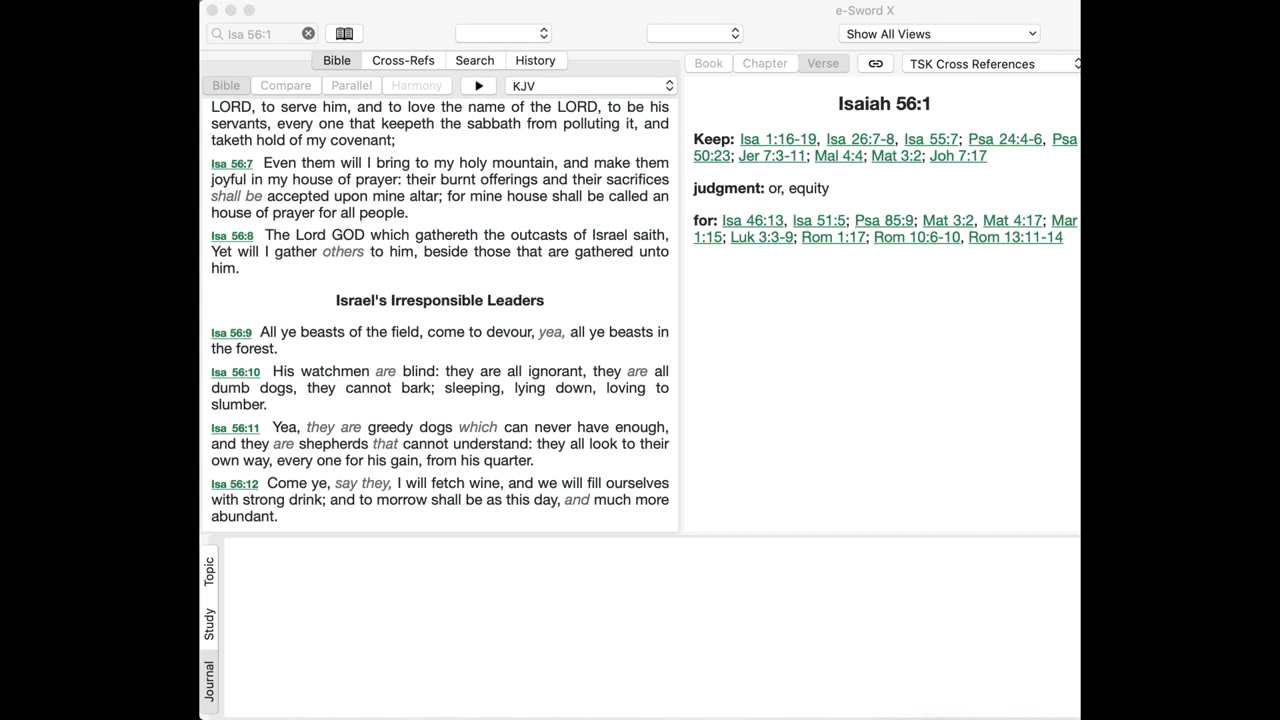 e-Sword X
Isa 56:1
Show All Views
Bible Cross-Refs Search History
Bible Compare Parallel Harmony KJV
LORD, to serve him, and to love the name of the LORD, to be his
servants, every one that keepeth the sabbath from polluting it, and
taketh hold of my covenant;
Isa 56:7 Even them will I bring to my holy mountain, and make them
joyful in my house of prayer: their burnt offerings and their sacrifices
shall be accepted upon mine altar; for mine house shall be called an
house of prayer for all people.
Isa 56:8 The Lord GOD which gathereth the outcasts of Israel saith,
Yet will I gather others to him, beside those that are gathered unto
him.
Israel's Irresponsible Leaders
Isa 56:9 All ye beasts of the field, come to devour, yea, all ye beasts in
the forest.
Isa 56:10 His watchmen are blind: they are all ignorant, they are all
dumb dogs, they cannot bark; sleeping, lying down, loving to
slumber.
Isa 56:11 Yea, they are greedy dogs which can never have enough,
and they are shepherds that cannot understand: they all look to their
own way, every one for his gain, from his quarter.
Isa 56:12 Come ye, say they, I will fetch wine, and we will fill ourselves
with strong drink; and to morrow shall be as this day, and much more
abundant.
Book Chapter Verse TSK Cross References
Isaiah 56:1
Keep: Isa 1:16-19, Isa 26:7-8, Isa 55:7; Psa 24:4-6, Psa
50:23; Jer 7:3-11; Mal 4:4; Mat 3:2; Joh 7:17
judgment: or, equity
for: Isa 46:13, Isa 51:5; Psa 85:9; Mat 3:2, Mat 4:17; Mar
1:15; Luk 3:3-9; Rom 1:17; Rom 10:6-10, Rom 13:11-14
Topic
Study
Journal